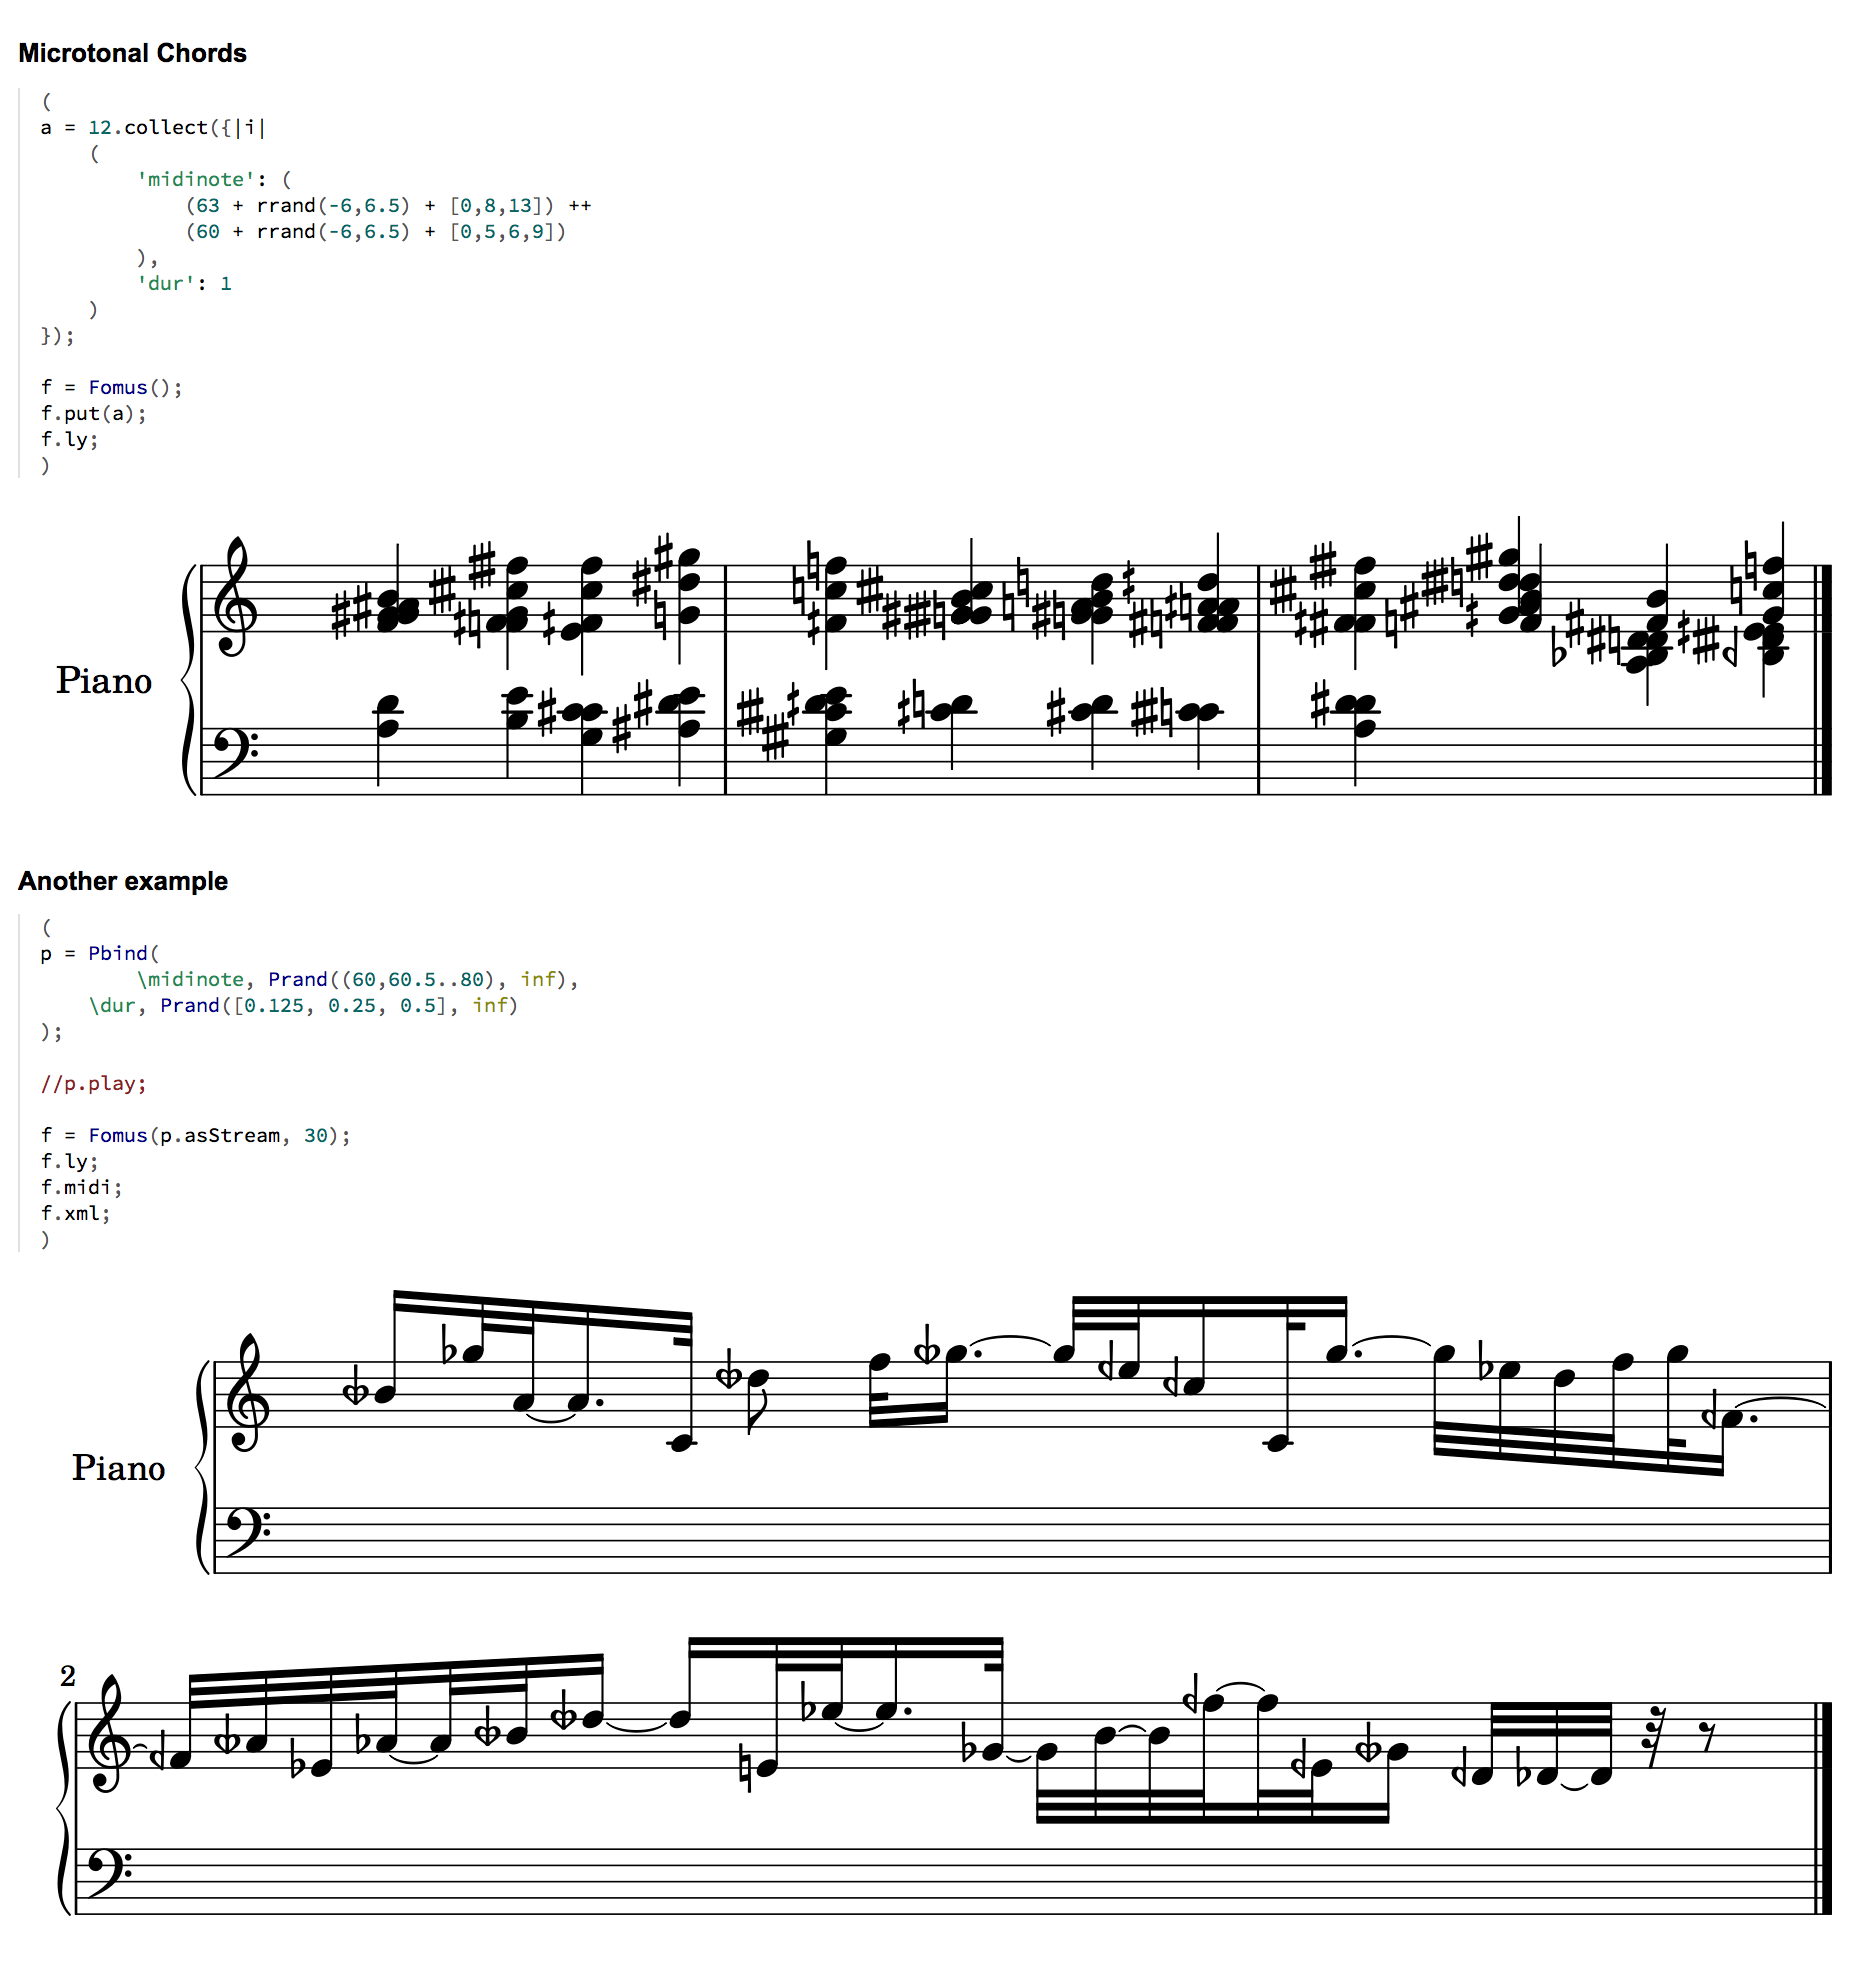 Microtonal Chords
(
a = 12.collect({|i|
    (
        'midinote': (
            (63 + rrand(-6,6.5) + [0,8,13]) ++
            (60 + rrand(-6,6.5) + [0,5,6,9])
        ),
        'dur': 1
    )
});

f = Fomus();
f.put(a);
f.ly;
)
Piano
Another example
(
p = Pbind(
        \midinote, Prand((60,60.5..80), inf),
    \dur, Prand([0.125, 0.25, 0.5], inf)
);

//p.play;

f = Fomus(p.asStream, 30);
f.ly;
f.midi;
f.xml;
)
Piano
2